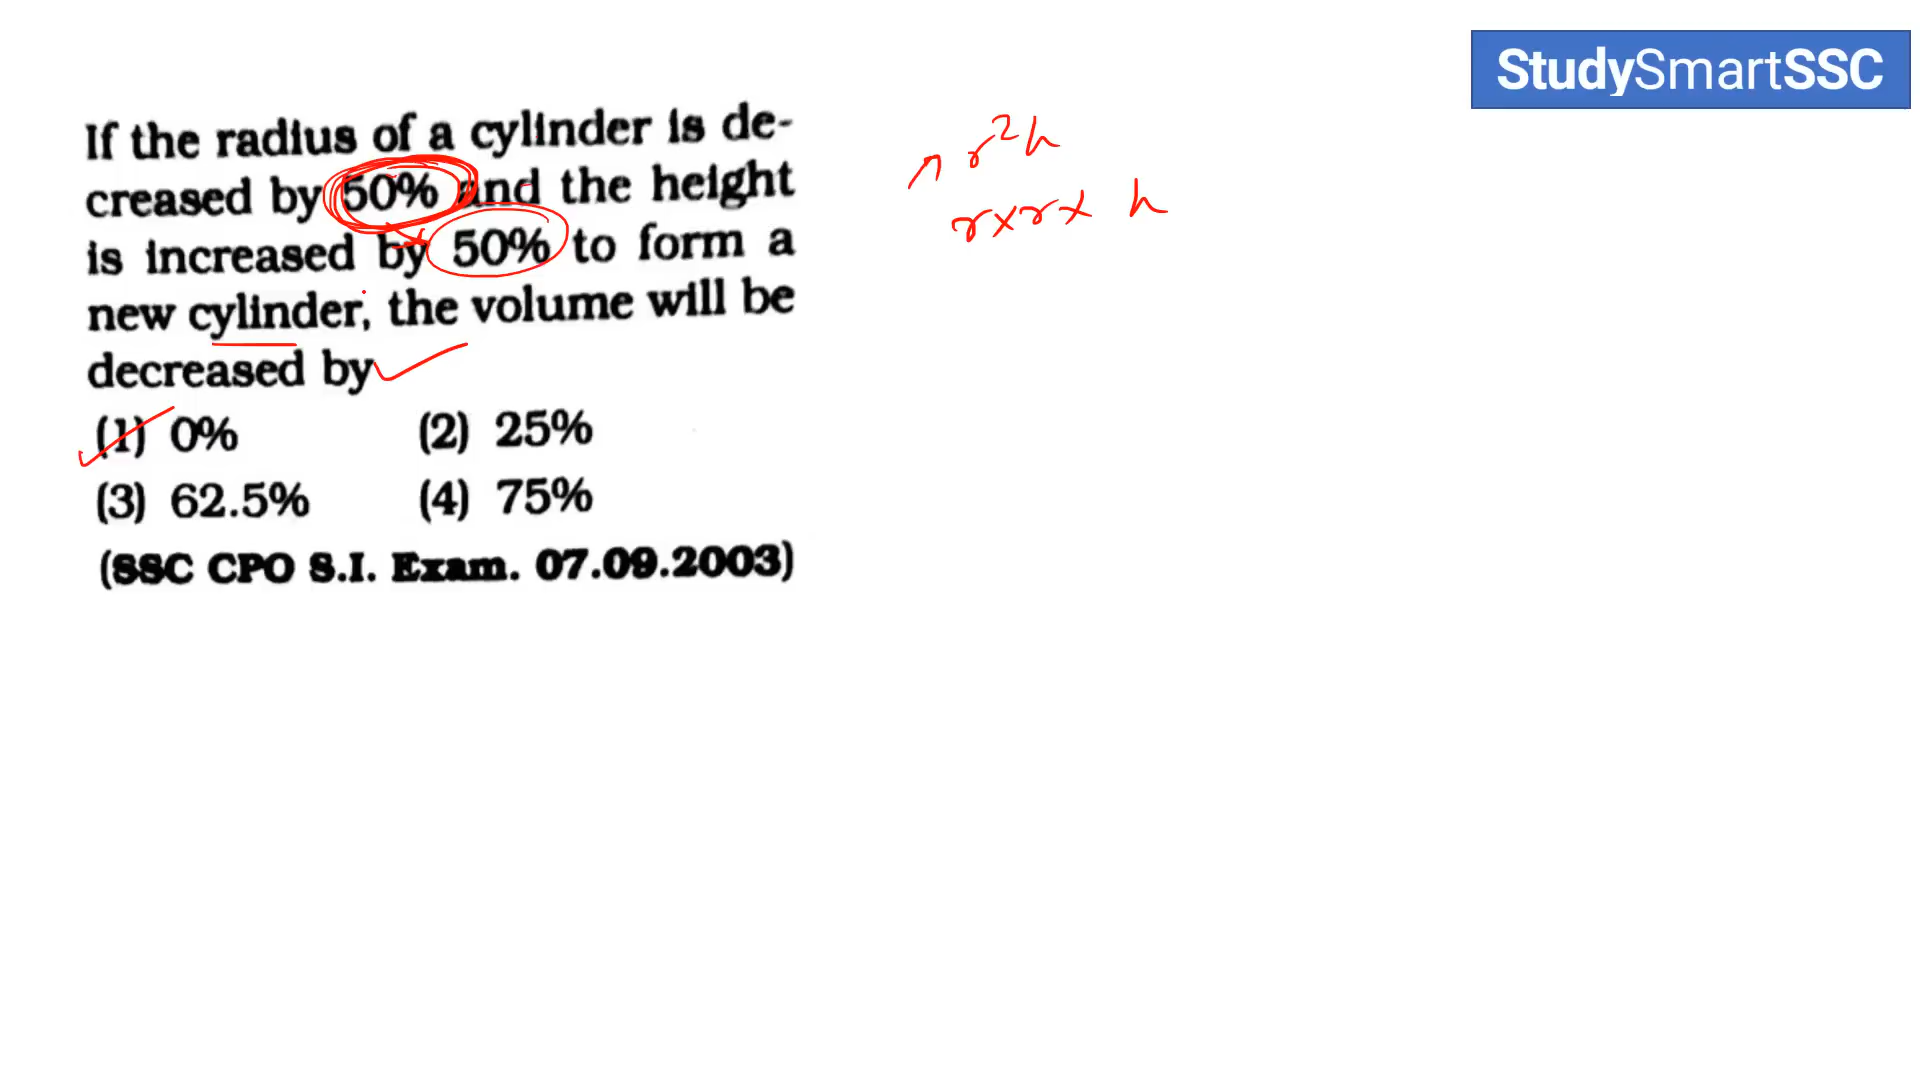 StudySmartSSC
If the radius of a cylinder is de-
creased by 50% and the height
is increased by 50% to form a
new cylinder, the volume will be
decreased by
(1) 0% (2) 25%
(3) 62.5% (4) 75%
(SSC CPO S.I. Exam. 07.09.2003)
r²h
r×r× h